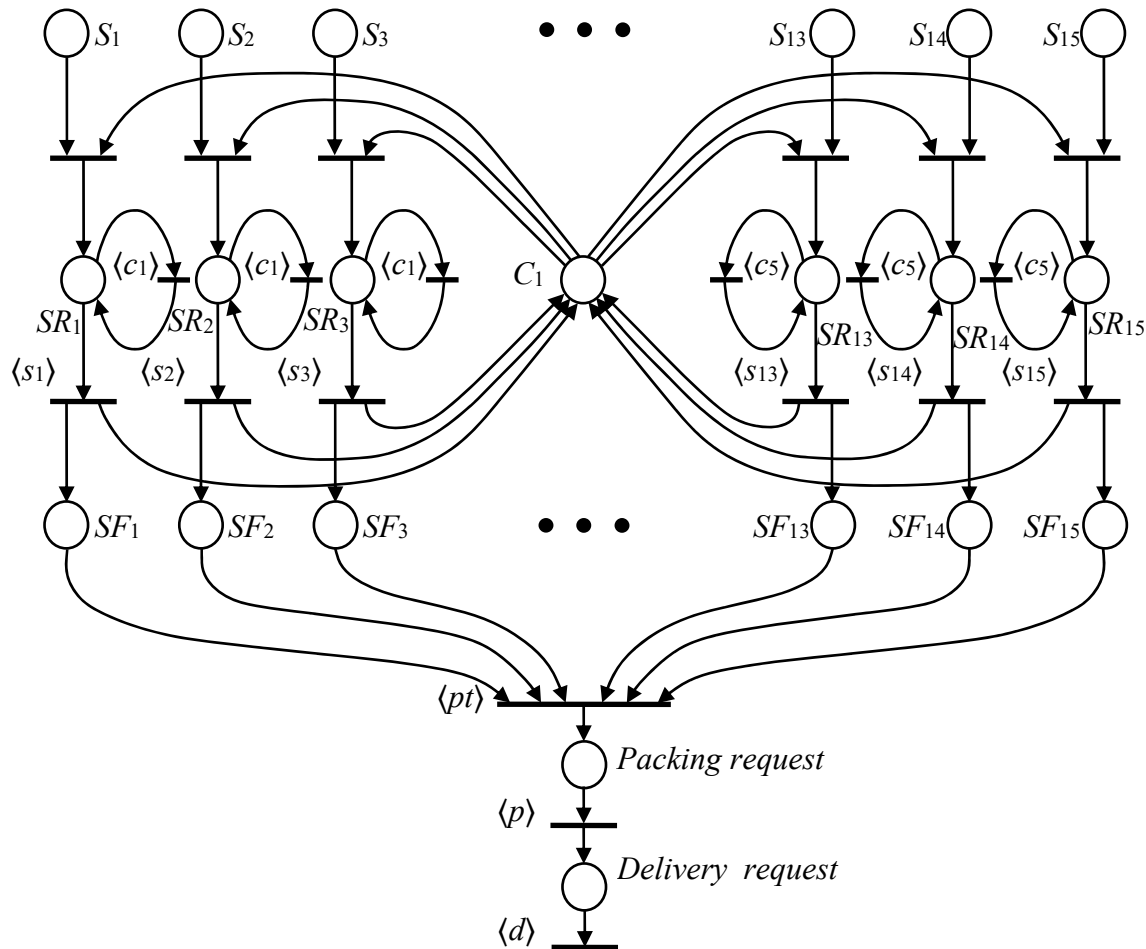 S1 S2 S3 S13 S14 S15
⟨c1⟩ ⟨c1⟩ ⟨c1⟩ C1 ⟨c5⟩ ⟨c5⟩ ⟨c5⟩
SR1 SR2 SR3 SR13 SR14 SR15
⟨s1⟩ ⟨s2⟩ ⟨s3⟩ ⟨s13⟩ ⟨s14⟩ ⟨s15⟩
SF1 SF2 SF3 SF13 SF14 SF15
⟨pt⟩
Packing request
⟨p⟩
Delivery request
⟨d⟩